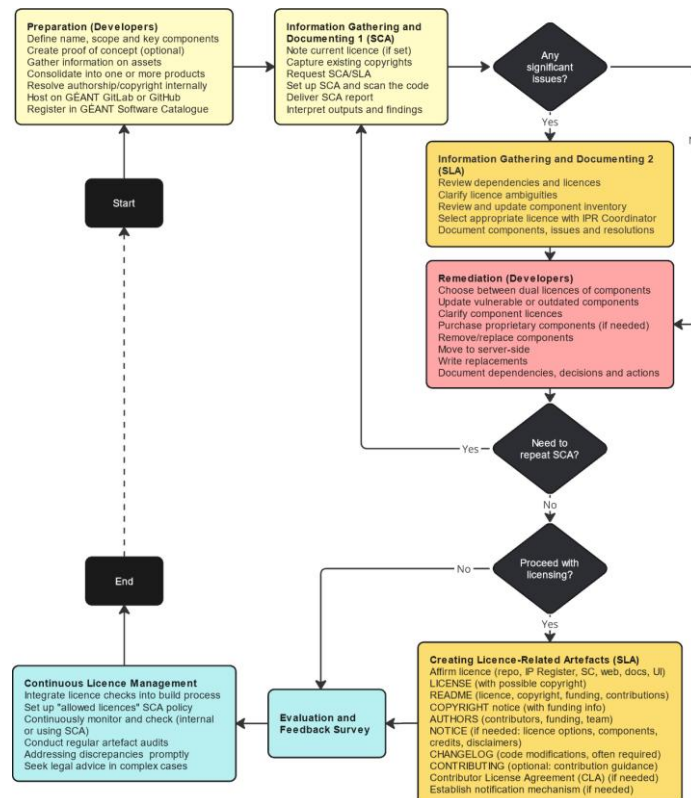 Preparation (Developers)
Define name, scope and key components
Create proof of concept (optional)
Gather information on assets
Consolidate into one or more products
Resolve authorship/copyright internally
Host on GÉANT GitLab or GitHub
Register in GÉANT Software Catalogue
Information Gathering and
Documenting 1 (SCA)
Note current licence (if set)
Capture existing copyrights
Request SCA/SLA
Set up SCA and scan the code
Deliver SCA report
Interpret outputs and findings
Any
significant
issues?
Yes
Information Gathering and Documenting 2
(SLA)
Review dependencies and licences
Clarify licence ambiguities
Review and update component inventory
Select appropriate licence with IPR Coordinator
Document components, issues and resolutions
Start
Remediation (Developers)
Choose between dual licences of components
Update vulnerable or outdated components
Clarify component licences
Purchase proprietary components (if needed)
Remove/replace components
Move to server-side
Write replacements
Document dependencies, decisions and actions
Need to
repeat SCA?
Yes
No
Proceed with
licensing?
No
Yes
End
Creating Licence-Related Artefacts (SLA)
Affirm licence (repo, IP Register, SC, web, docs, UI)
LICENSE (with possible copyright)
README (licence, copyright, funding, contributions)
COPYRIGHT notice (with funding info)
AUTHORS (contributors, funding, team)
NOTICE (if needed: licence options, components,
credits, disclaimers)
CHANGELOG (code modifications, often required)
CONTRIBUTING (optional: contribution guidance)
Contributor License Agreement (CLA) (if needed)
Establish notification mechanism (if needed)
Evaluation and
Feedback Survey
Continuous Licence Management
Integrate licence checks into build process
Set up "allowed licences" SCA policy
Continuously monitor and check (internal
or using SCA)
Conduct regular artefact audits
Addressing discrepancies promptly
Seek legal advice in complex cases